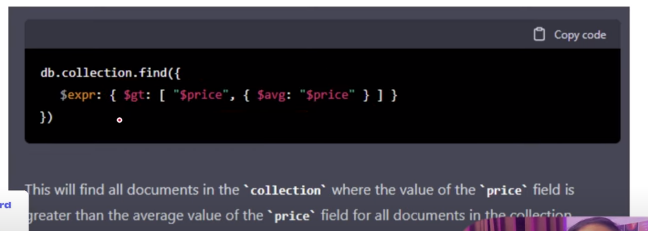 Copy code
db.collection.find({
$expr: { $gt: [ "$price", { $avg: "$price" } ] }
})
This will find all documents in the `collection` where the value of the `price` field is
rd
greater than the average value of the `price` field for all documents in the collection